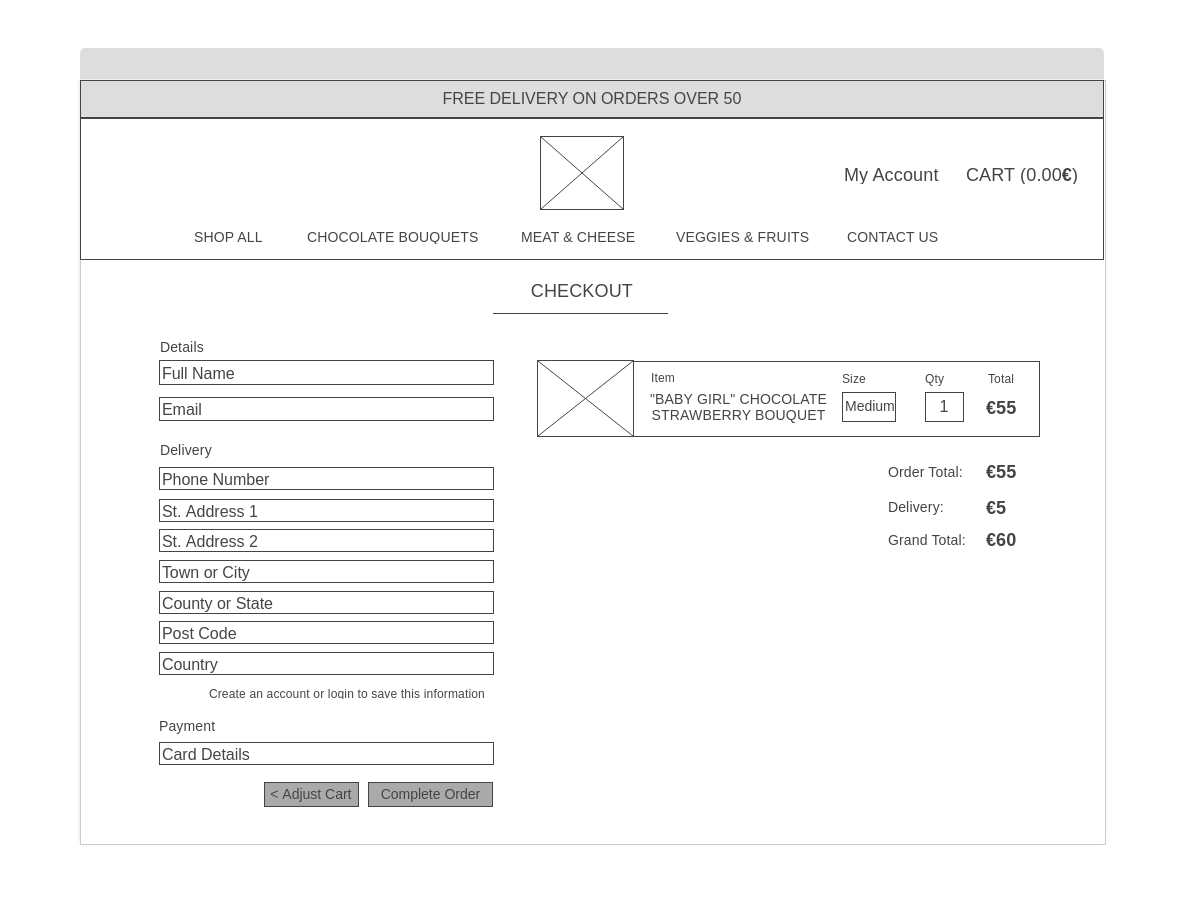 FREE DELIVERY ON ORDERS OVER 50
My Account CART (0.00€)
SHOP ALL CHOCOLATE BOUQUETS MEAT & CHEESE VEGGIES & FRUITS CONTACT US
CHECKOUT
Details
Full Name
Email
Delivery
Phone Number
St. Address 1
St. Address 2
Town or City
County or State
Post Code
Country
Create an account or login to save this information
Payment
Card Details
< Adjust Cart Complete Order
Item Size Qty Total
"BABY GIRL" CHOCOLATE
STRAWBERRY BOUQUET
Medium 1 €55
Order Total: €55
Delivery: €5
Grand Total: €60